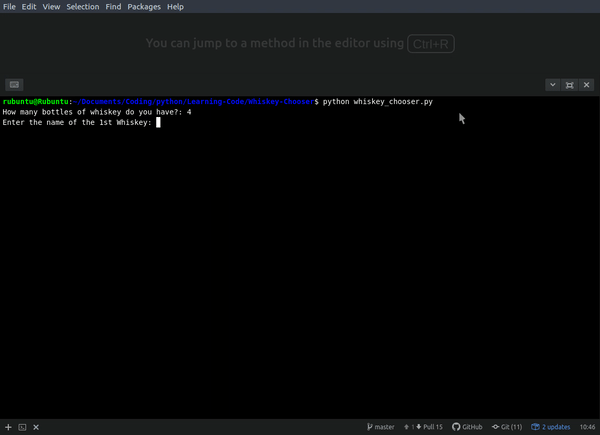 File Edit View Selection Find Packages Help
You can jump to a method in the editor using Ctrl+R
rubuntu@Rubuntu:~/Documents/Coding/python/Learning-Code/Whiskey-Chooser$ python whiskey_chooser.py
How many bottles of whiskey do you have?: 4
Enter the name of the 1st Whiskey:
master 1 Pull 15 GitHub Git (11) 2 updates 10:46